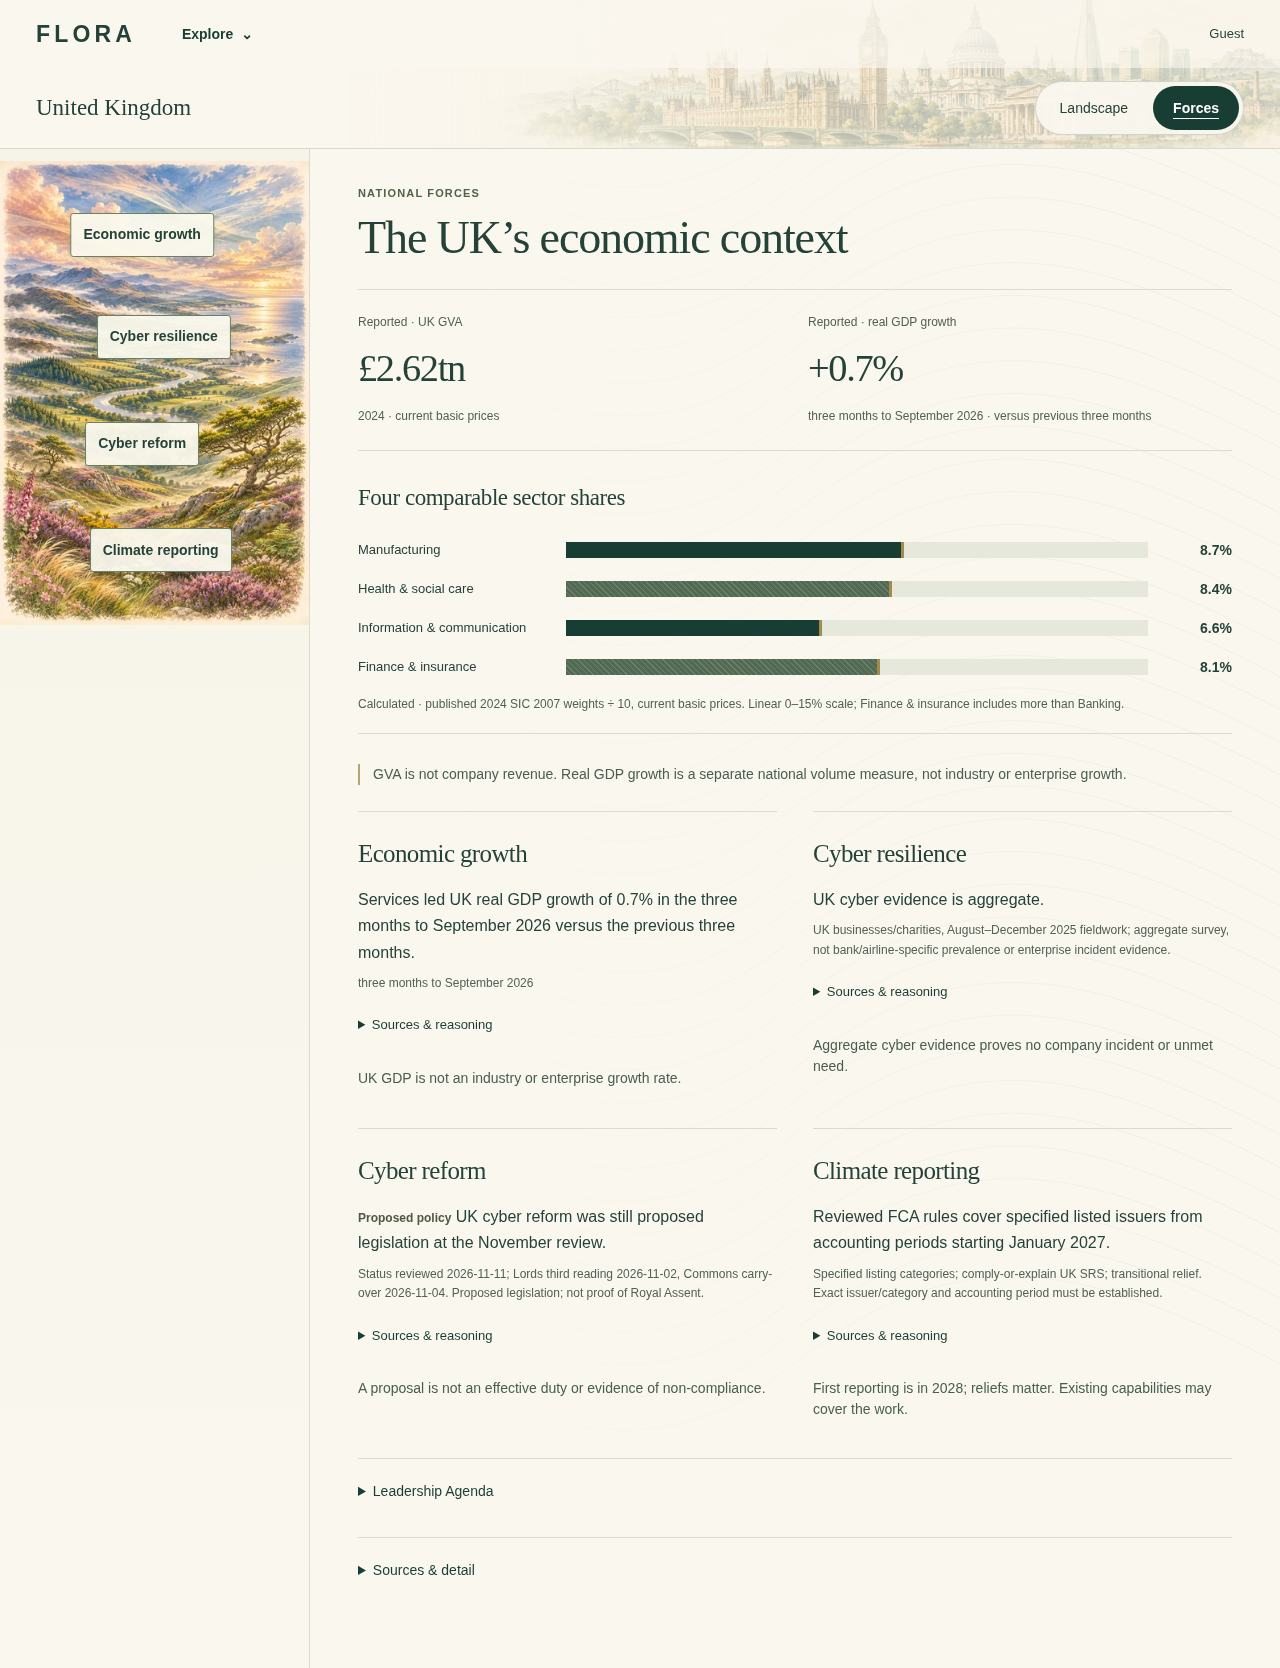 FLORA
Explore
Guest
United Kingdom
Landscape
Forces
Economic growth
Cyber resilience
Cyber reform
Climate reporting
NATIONAL FORCES
The UK’s economic context
Reported · UK GVA
£2.62tn
2024 · current basic prices
Reported · real GDP growth
+0.7%
three months to September 2026 · versus previous three months
Four comparable sector shares
Manufacturing 8.7%
Health & social care 8.4%
Information & communication 6.6%
Finance & insurance 8.1%
Calculated · published 2024 SIC 2007 weights ÷ 10, current basic prices. Linear 0–15% scale; Finance & insurance includes more than Banking.
GVA is not company revenue. Real GDP growth is a separate national volume measure, not industry or enterprise growth.
Economic growth
Services led UK real GDP growth of 0.7% in the three
months to September 2026 versus the previous three
months.
three months to September 2026
Sources & reasoning
UK GDP is not an industry or enterprise growth rate.
Cyber resilience
UK cyber evidence is aggregate.
UK businesses/charities, August–December 2025 fieldwork; aggregate survey,
not bank/airline-specific prevalence or enterprise incident evidence.
Sources & reasoning
Aggregate cyber evidence proves no company incident or unmet
need.
Cyber reform
Proposed policy UK cyber reform was still proposed
legislation at the November review.
Status reviewed 2026-11-11; Lords third reading 2026-11-02, Commons carry-
over 2026-11-04. Proposed legislation; not proof of Royal Assent.
Sources & reasoning
A proposal is not an effective duty or evidence of non-compliance.
Climate reporting
Reviewed FCA rules cover specified listed issuers from
accounting periods starting January 2027.
Specified listing categories; comply-or-explain UK SRS; transitional relief.
Exact issuer/category and accounting period must be established.
Sources & reasoning
First reporting is in 2028; reliefs matter. Existing capabilities may
cover the work.
Leadership Agenda
Sources & detail